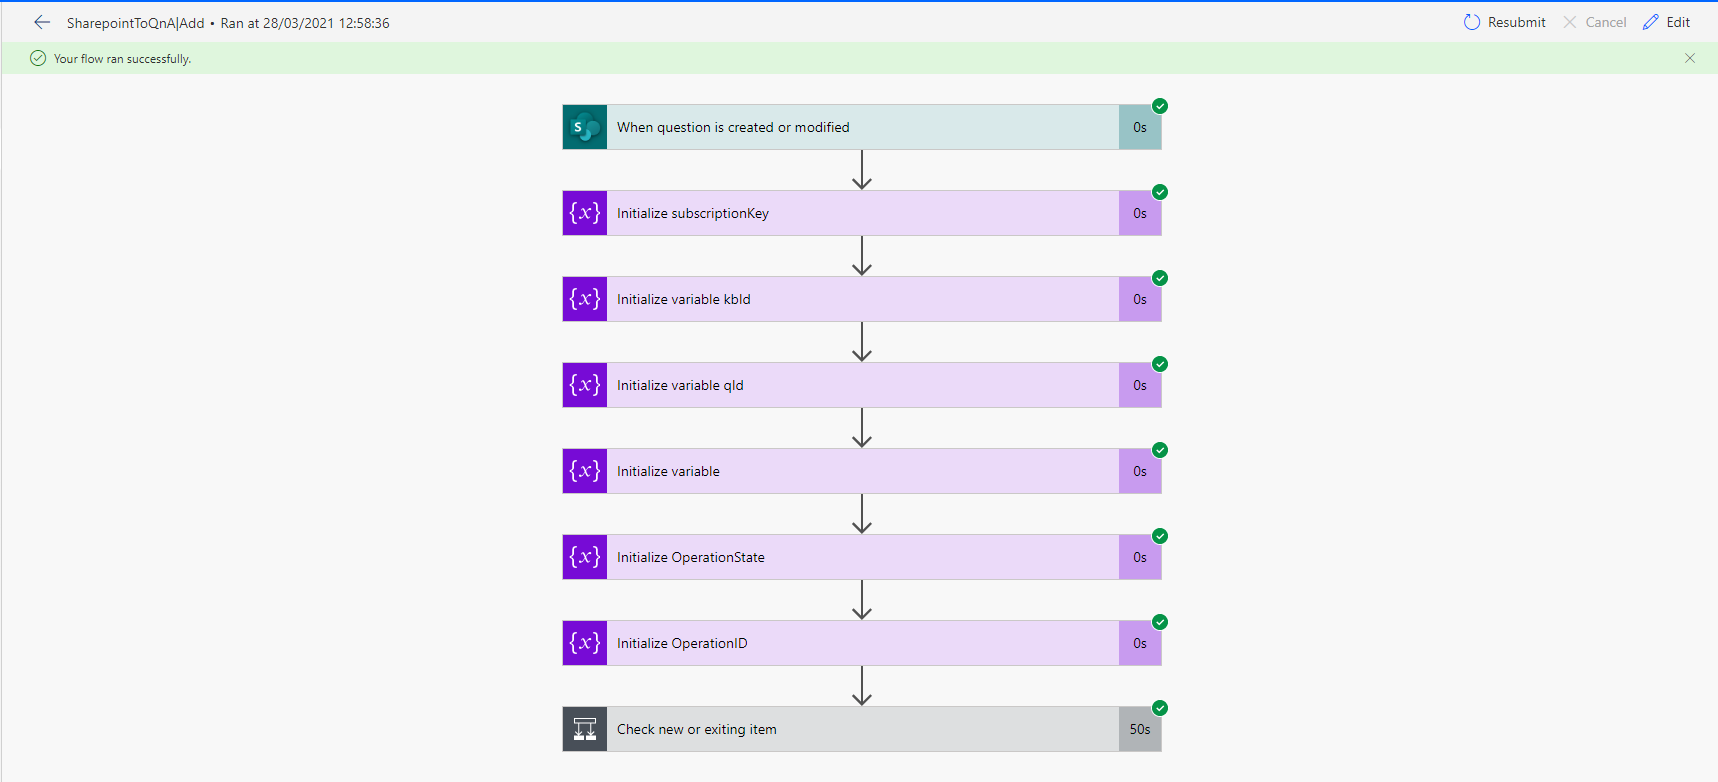 SharepointToQnA|Add • Ran at 28/03/2021 12:58:36
Resubmit Cancel Edit
Your flow ran successfully.
S When question is created or modified 0s
{x} Initialize subscriptionKey 0s
{x} Initialize variable kbId 0s
{x} Initialize variable qId 0s
{x} Initialize variable 0s
{x} Initialize OperationState 0s
{x} Initialize OperationID 0s
Check new or exiting item 50s